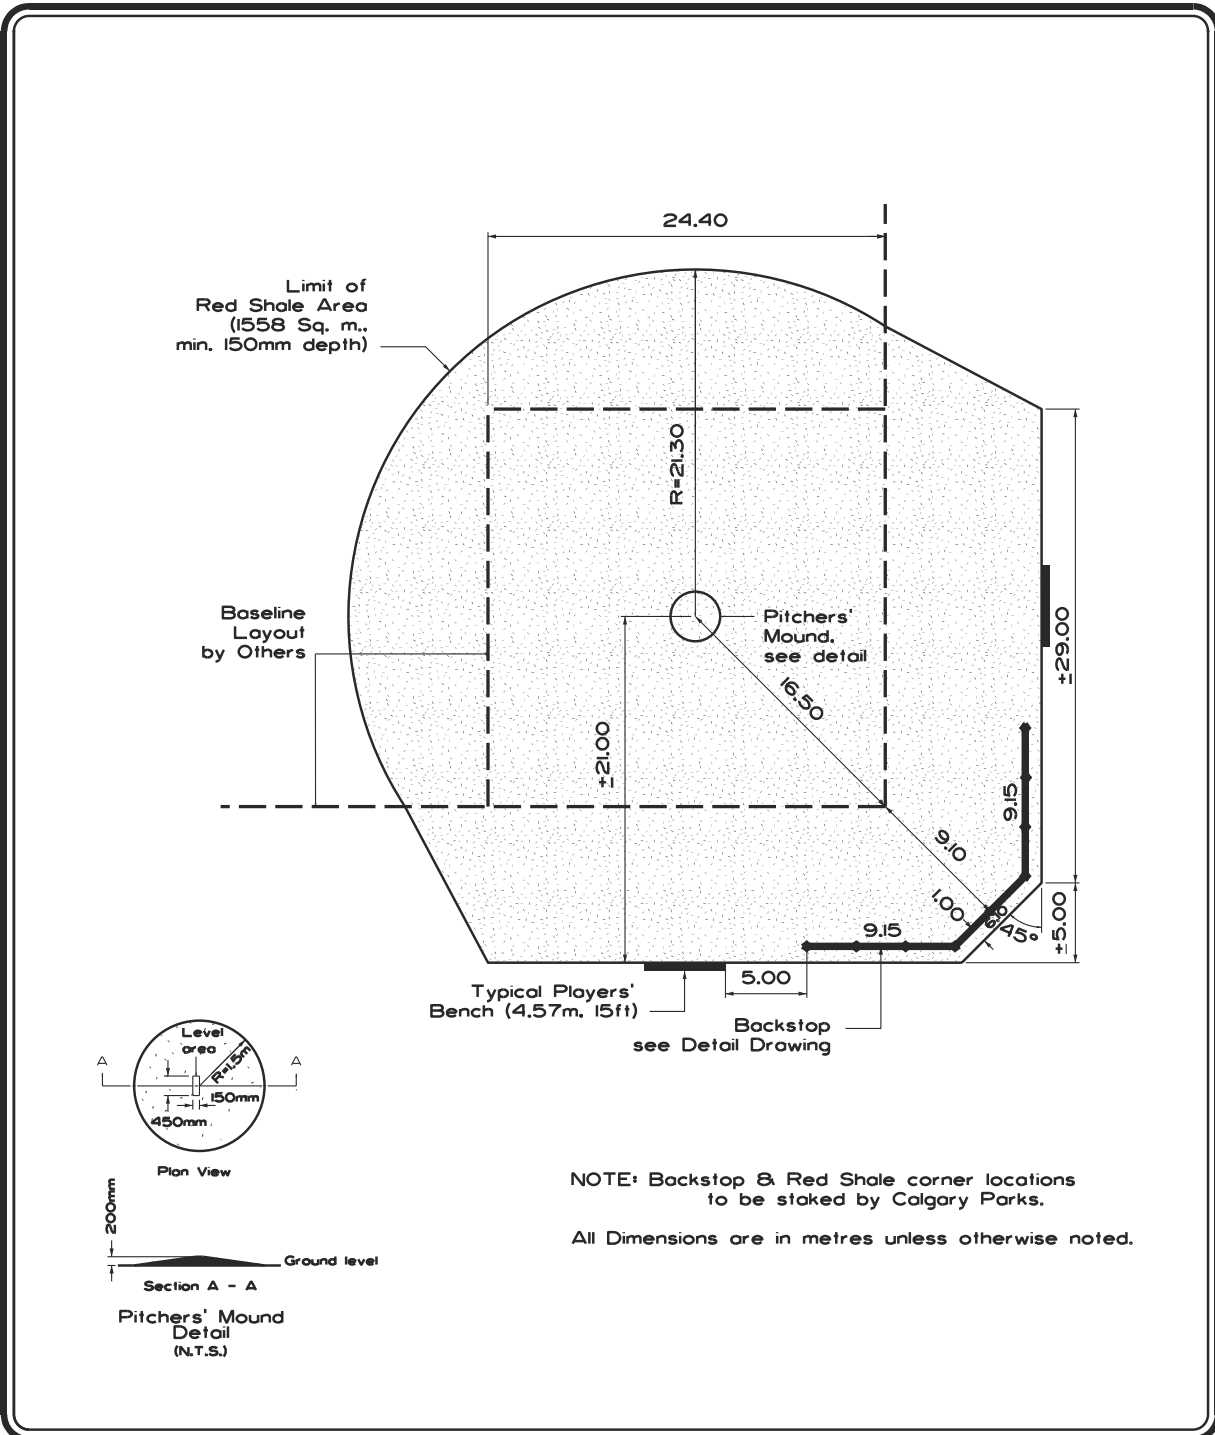 24.40
Limit of
Red Shale Area
(1558 Sq. m.,
min. 150mm depth)
R=21.30
Baseline
Layout
by Others
Pitchers'
Mound,
see detail
±29.00
16.50
±21.00
9.15
9.10
1.00
45°
±5.00
9.15
5.00
Typical Players'
Bench (4.57m, 15ft)
Backstop
see Detail Drawing
Level
area
A
A
R=1.5m
150mm
450mm
Plan View
200mm
Ground level
Section A - A
Pitchers' Mound
Detail
(N.T.S.)
NOTE: Backstop & Red Shale corner locations
to be staked by Calgary Parks.
All Dimensions are in metres unless otherwise noted.